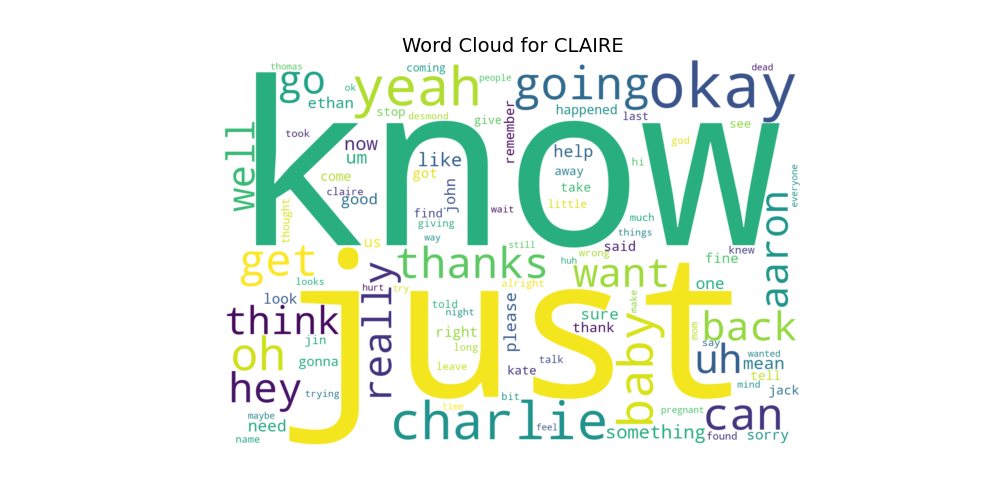 Word Cloud for CLAIRE
thomas
coming
people
dead
go
ok
yeah
going
okay
ethan
stop
desmond
give
happened
last
remember
see
know
took
now
um
like
help
hi
god
well
come
got
away
everyone
claire
good
john
take
thought
find
wait
little
much
giving
way
things
us
still
said
knew
aaron
get
thanks
huh
wrong
want
fine
looks
really
hurt
try
alright
one
look
told
night
please
sure
make
think
just
right
thank
back
jin
long
mom
say
oh
gonna
leave
kate
talk
baby
uh
mean
wanted
tell
hey
trying
bit
mind
jack
time
pregnant
maybe
need
charlie
feel
something
can
name
found
sorry